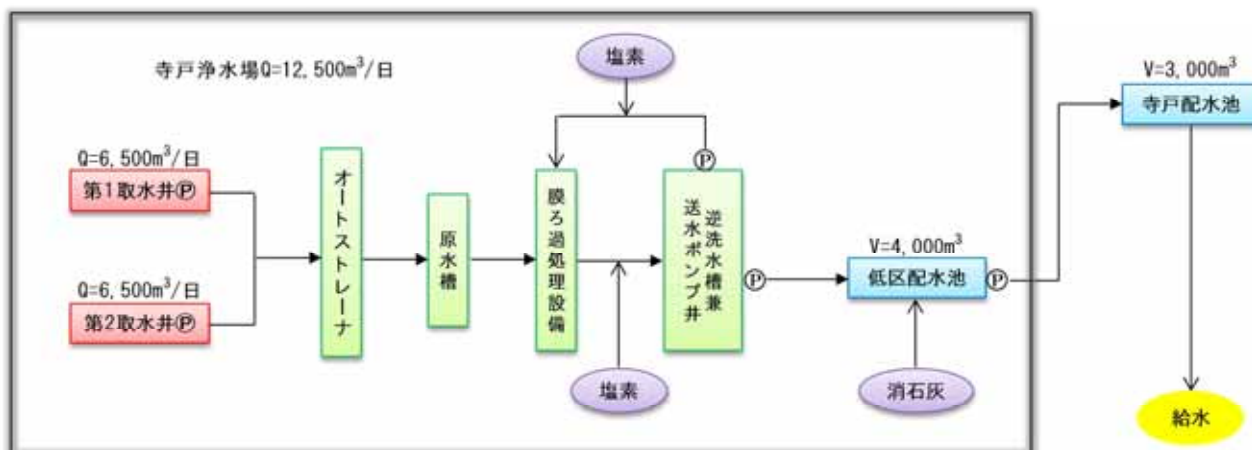 寺戸浄水場Q=12,500m³/日
塩素
V=3,000m³
寺戸配水池
Q=6,500m³/日
第1取水井Ⓟ
Q=6,500m³/日
第2取水井Ⓟ
オートストレーナ
原水槽
膜ろ過処理設備
逆洗水槽兼
送水ポンプ井
Ⓟ
Ⓟ
塩素
V=4,000m³
低区配水池
Ⓟ
消石灰
給水